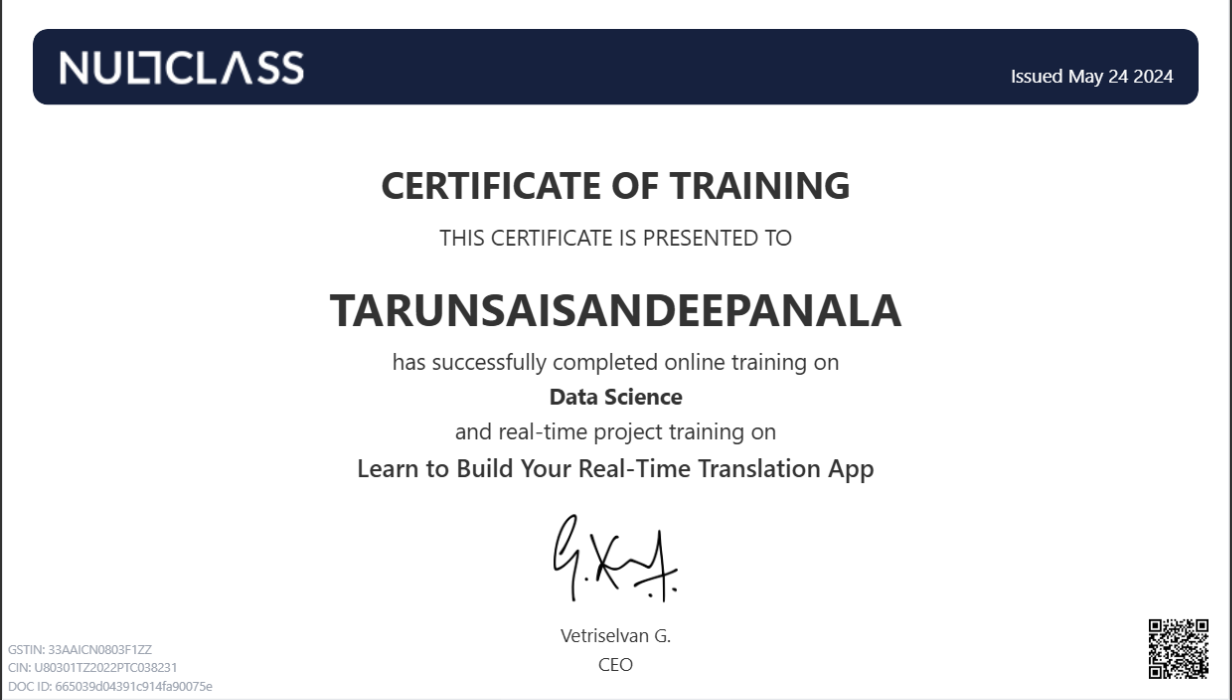 NULLCLASS
Issued May 24 2024
CERTIFICATE OF TRAINING
THIS CERTIFICATE IS PRESENTED TO
TARUNSAISANDEEPANALA
has successfully completed online training on
Data Science
and real-time project training on
Learn to Build Your Real-Time Translation App
Vetriselvan G.
CEO
GSTIN: 33AAICN0803F1ZZ
CIN: U80301TZ2022PTC038231
DOC ID: 665039d04391c914fa90075e